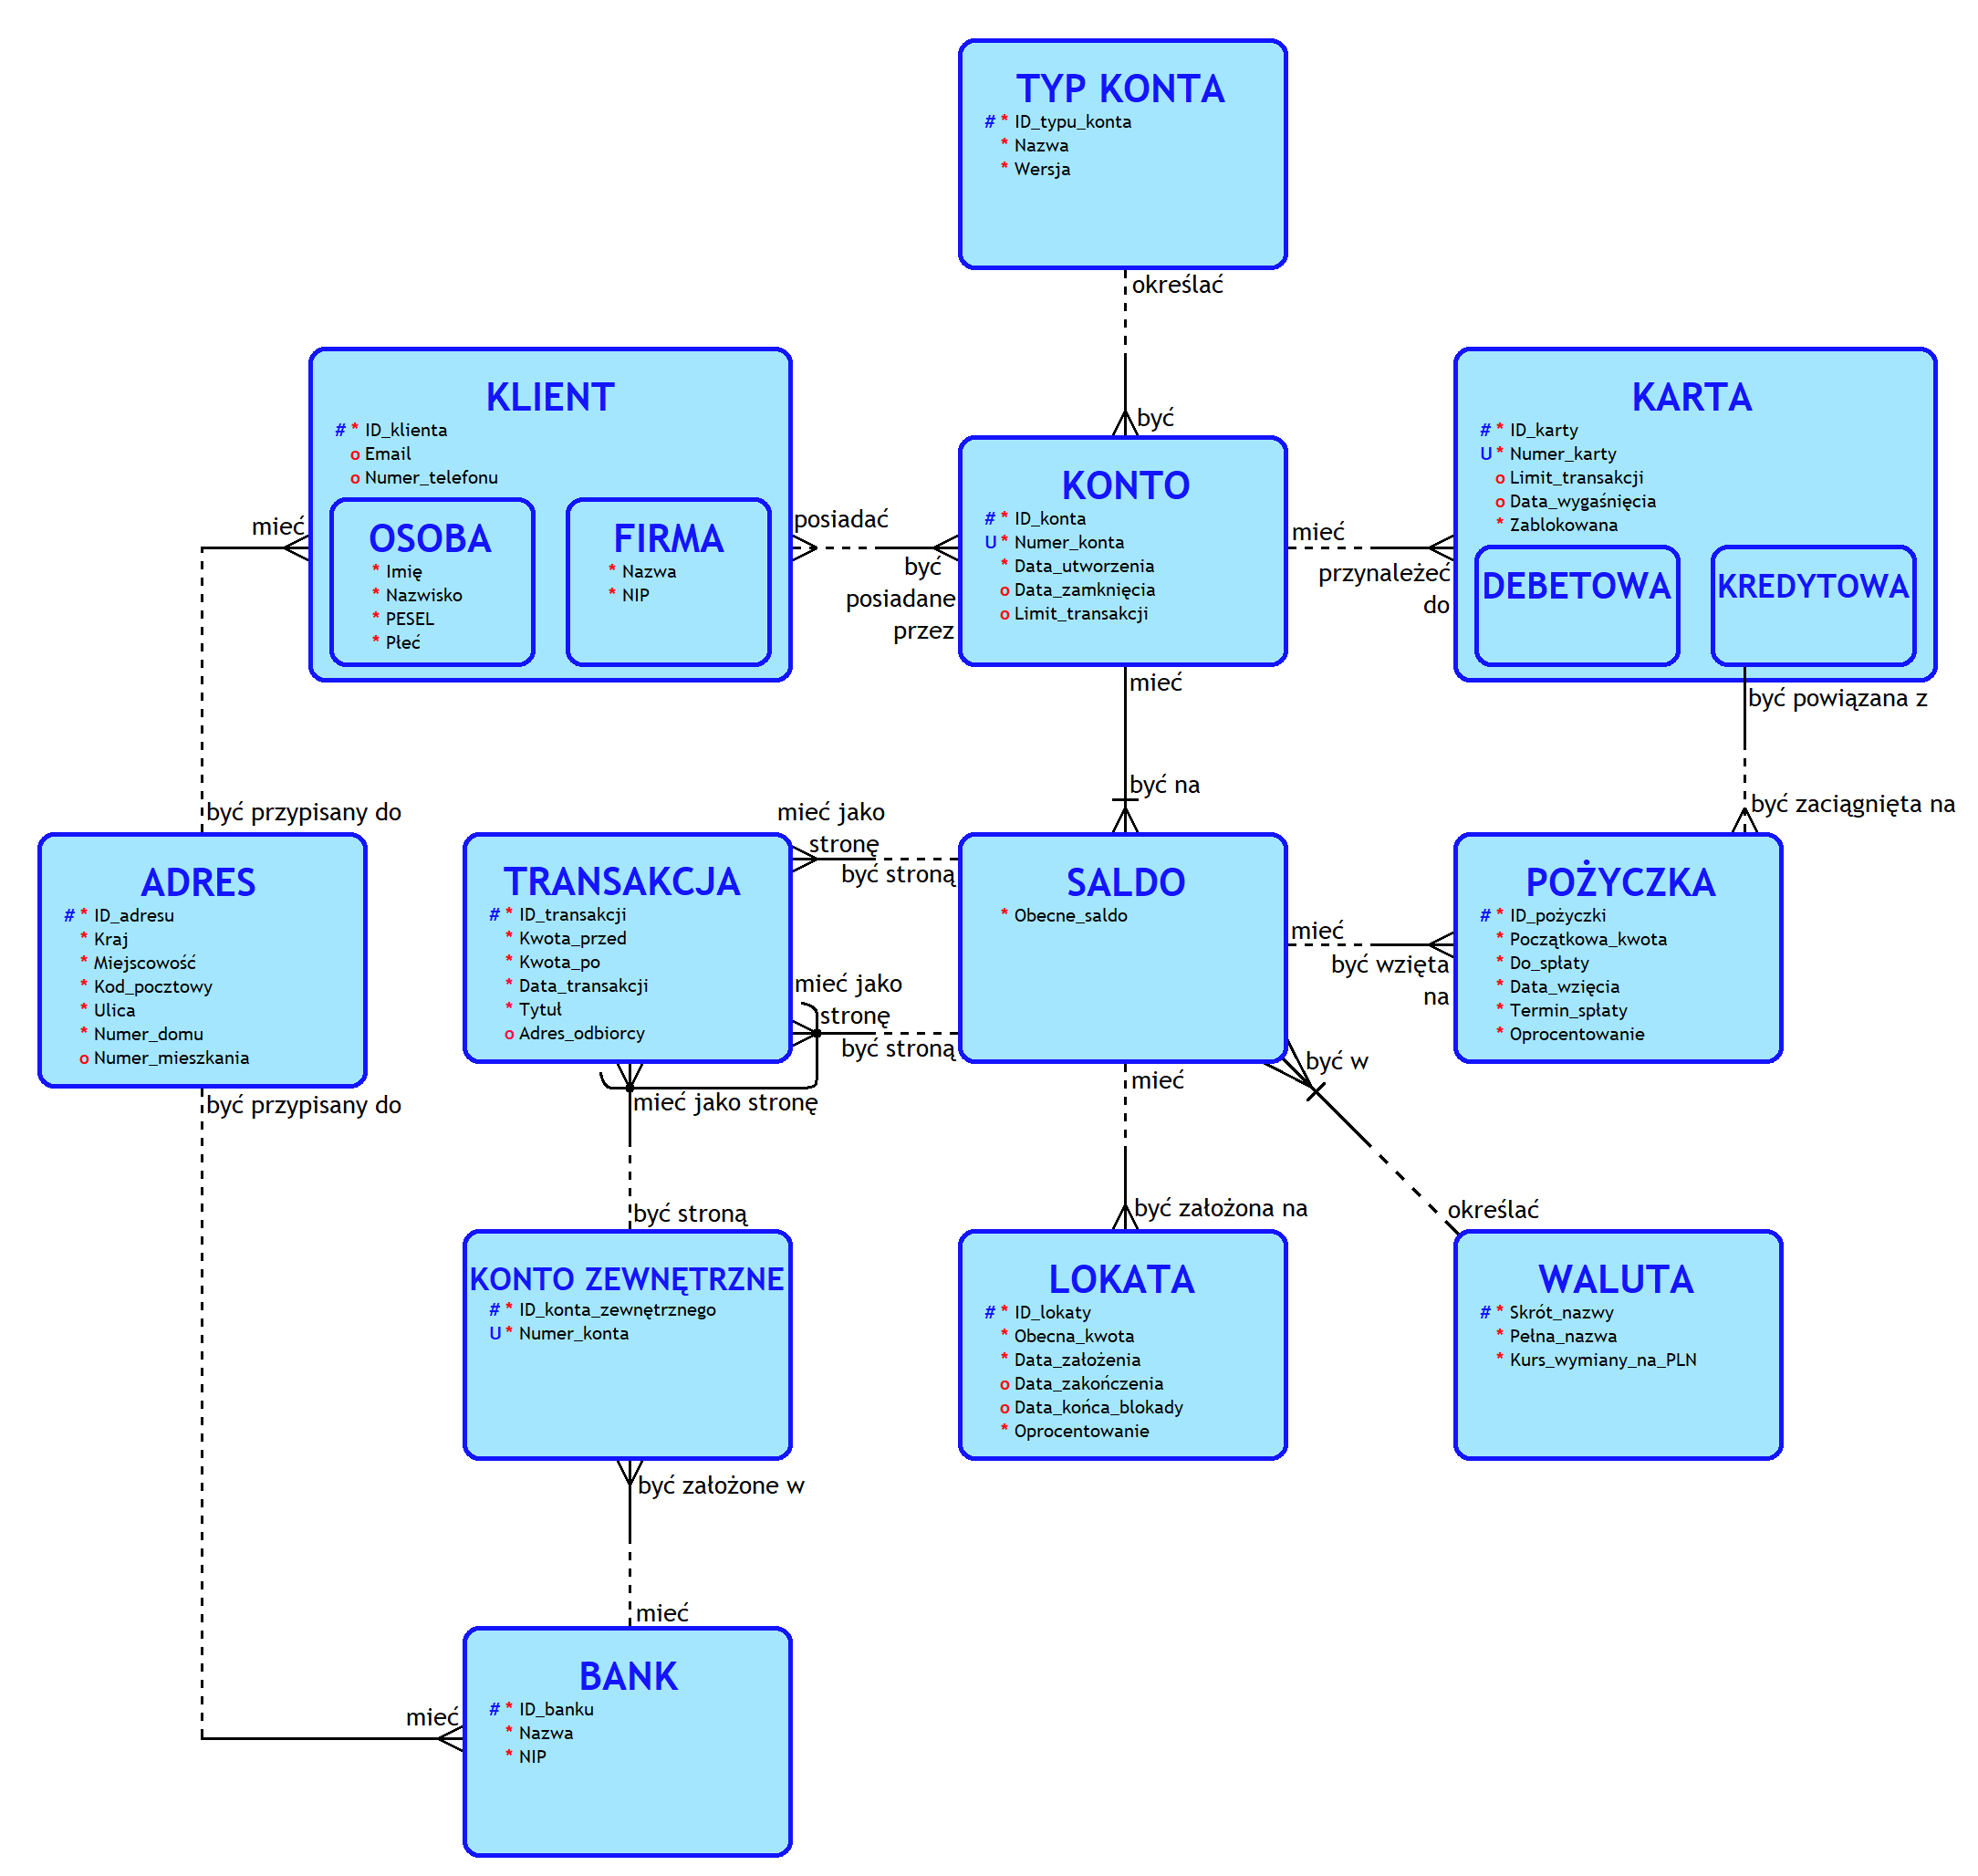 TYP KONTA
# * ID_typu_konta
* Nazwa
* Wersja
określać
być
KLIENT
# * ID_klienta
o Email
o Numer_telefonu
OSOBA
* Imię
* Nazwisko
* PESEL
* Płeć
FIRMA
* Nazwa
* NIP
mieć
posiadać
być
posiadane
przez
KONTO
# * ID_konta
U * Numer_konta
* Data_utworzenia
o Data_zamknięcia
o Limit_transakcji
mieć
przynależeć
do
KARTA
# * ID_karty
U * Numer_karty
o Limit_transakcji
o Data_wygaśnięcia
* Zablokowana
DEBETOWA
KREDYTOWA
mieć
być na
być powiązana z
być zaciągnięta na
być przypisany do
ADRES
# * ID_adresu
* Kraj
* Miejscowość
* Kod_pocztowy
* Ulica
* Numer_domu
o Numer_mieszkania
być przypisany do
TRANSAKCJA
# * ID_transakcji
* Kwota_przed
* Kwota_po
* Data_transakcji
* Tytuł
o Adres_odbiorcy
mieć jako
stronę
być stroną
mieć jako
stronę
być stroną
mieć jako stronę
być stroną
SALDO
* Obecne_saldo
mieć
być wzięta
na
POŻYCZKA
# * ID_pożyczki
* Początkowa_kwota
* Do_spłaty
* Data_wzięcia
* Termin_spłaty
* Oprocentowanie
mieć
być założona na
być w
określać
KONTO ZEWNĘTRZNE
# * ID_konta_zewnętrznego
U * Numer_konta
być założone w
mieć
LOKATA
# * ID_lokaty
* Obecna_kwota
* Data_założenia
o Data_zakończenia
o Data_końca_blokady
* Oprocentowanie
WALUTA
# * Skrót_nazwy
* Pełna_nazwa
* Kurs_wymiany_na_PLN
mieć
BANK
# * ID_banku
* Nazwa
* NIP